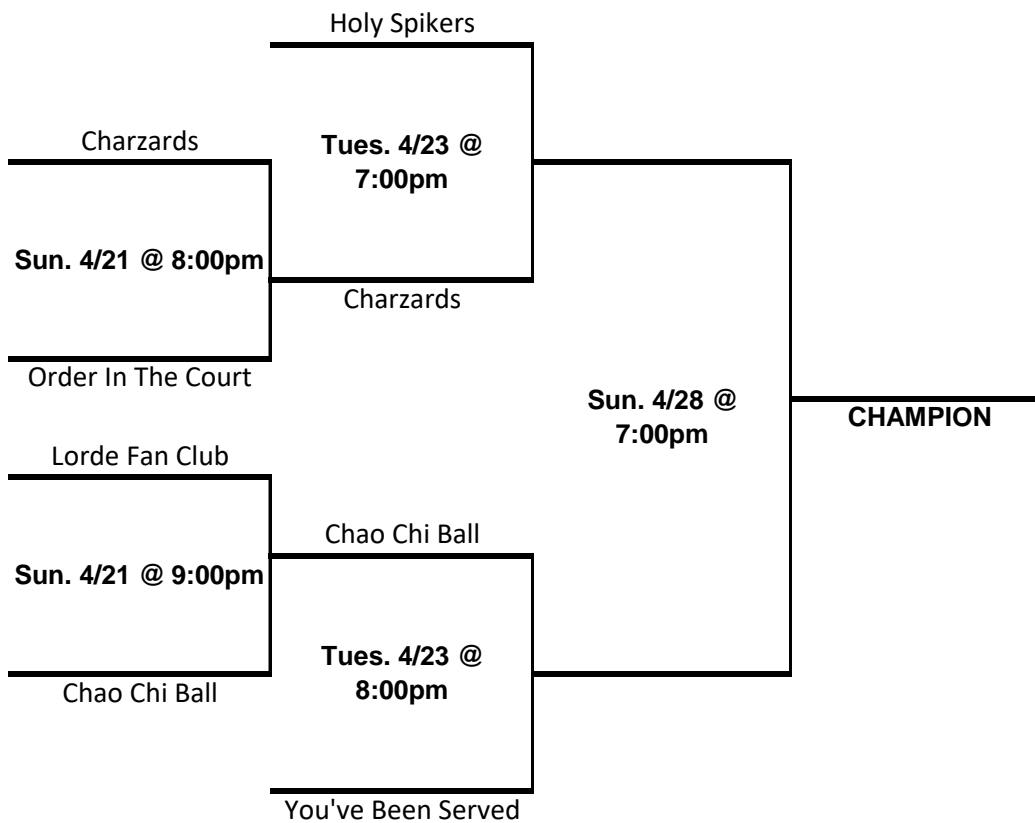 Holy Spikers
Charzards
Tues. 4/23 @
7:00pm
Sun. 4/21 @ 8:00pm
Charzards
Order In The Court
Sun. 4/28 @
7:00pm
CHAMPION
Lorde Fan Club
Chao Chi Ball
Sun. 4/21 @ 9:00pm
Tues. 4/23 @
8:00pm
Chao Chi Ball
You've Been Served